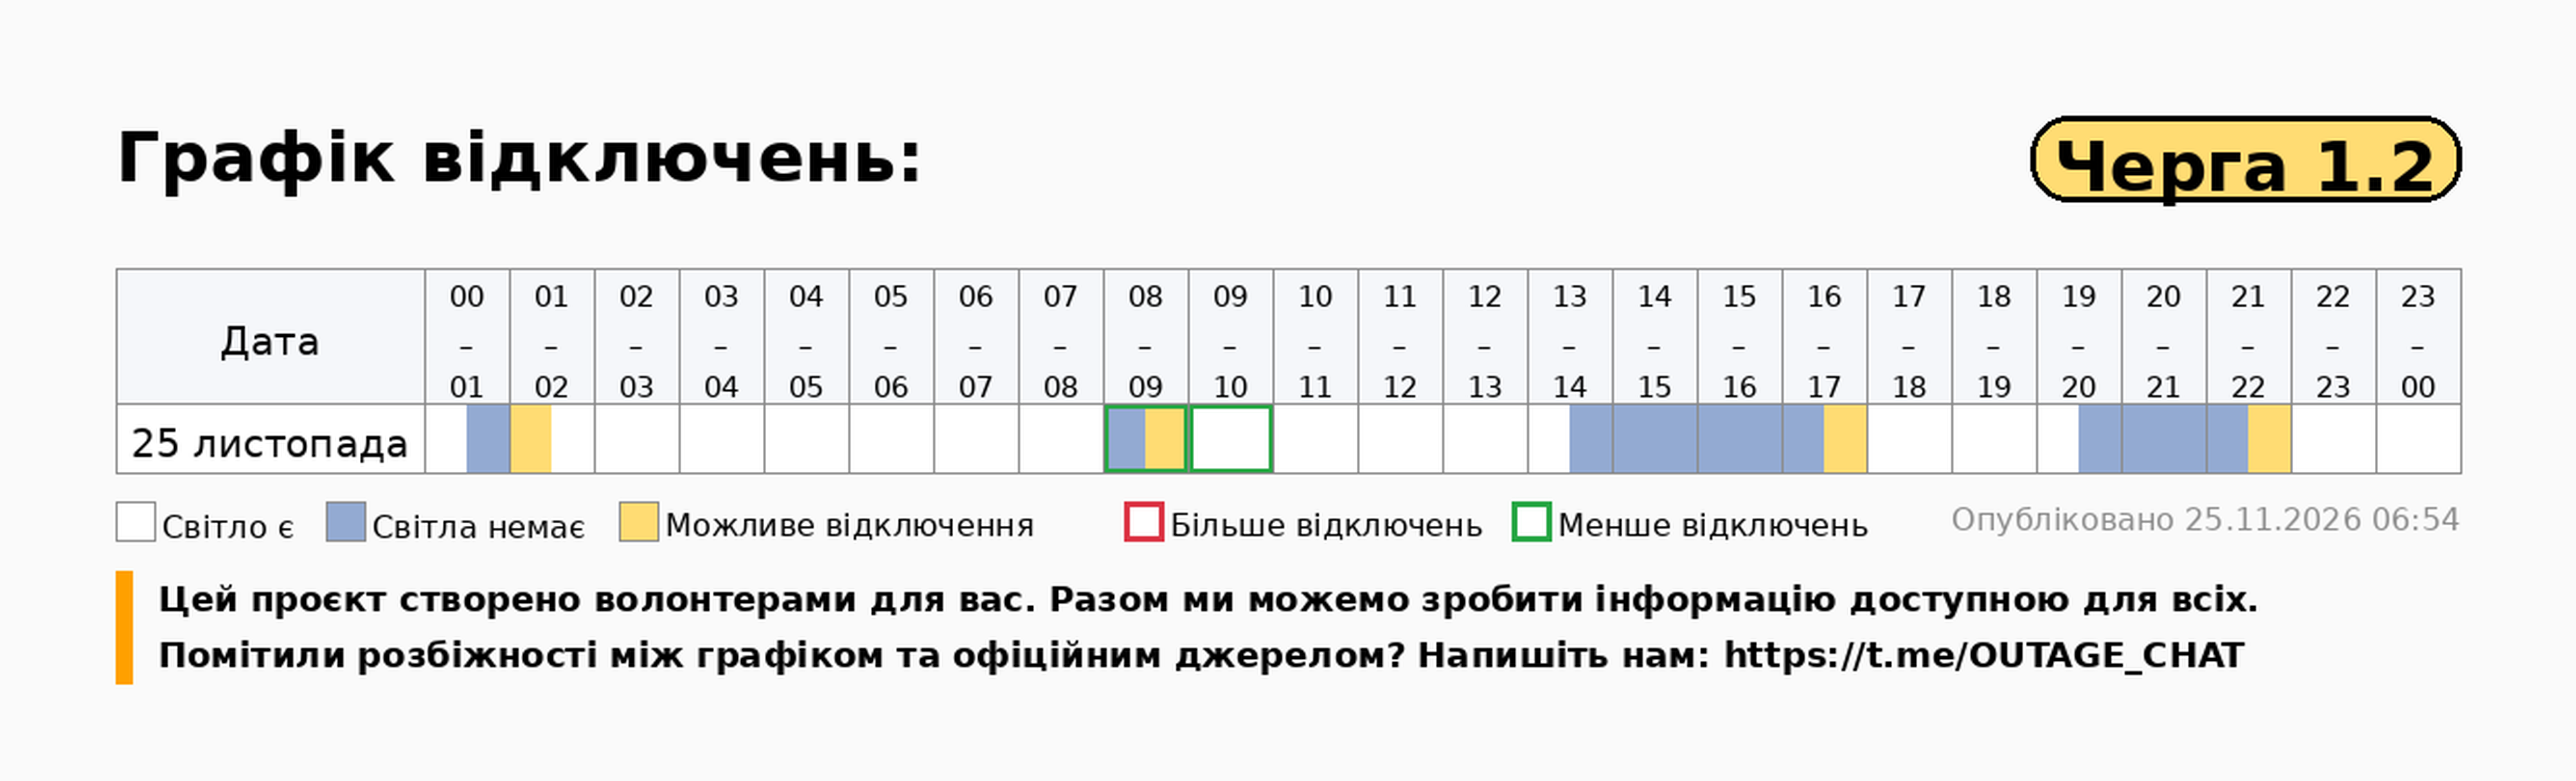 Графік відключень:
Черга 1.2
Дата
00 – 01
01 – 02
02 – 03
03 – 04
04 – 05
05 – 06
06 – 07
07 – 08
08 – 09
09 – 10
10 – 11
11 – 12
12 – 13
13 – 14
14 – 15
15 – 16
16 – 17
17 – 18
18 – 19
19 – 20
20 – 21
21 – 22
22 – 23
23 – 00
25 листопада
Світло є
Світла немає
Можливе відключення
Більше відключень
Менше відключень
Опубліковано 25.11.2026 06:54
Цей проєкт створено волонтерами для вас. Разом ми можемо зробити інформацію доступною для всіх.
Помітили розбіжності між графіком та офіційним джерелом? Напишіть нам: https://t.me/OUTAGE_CHAT